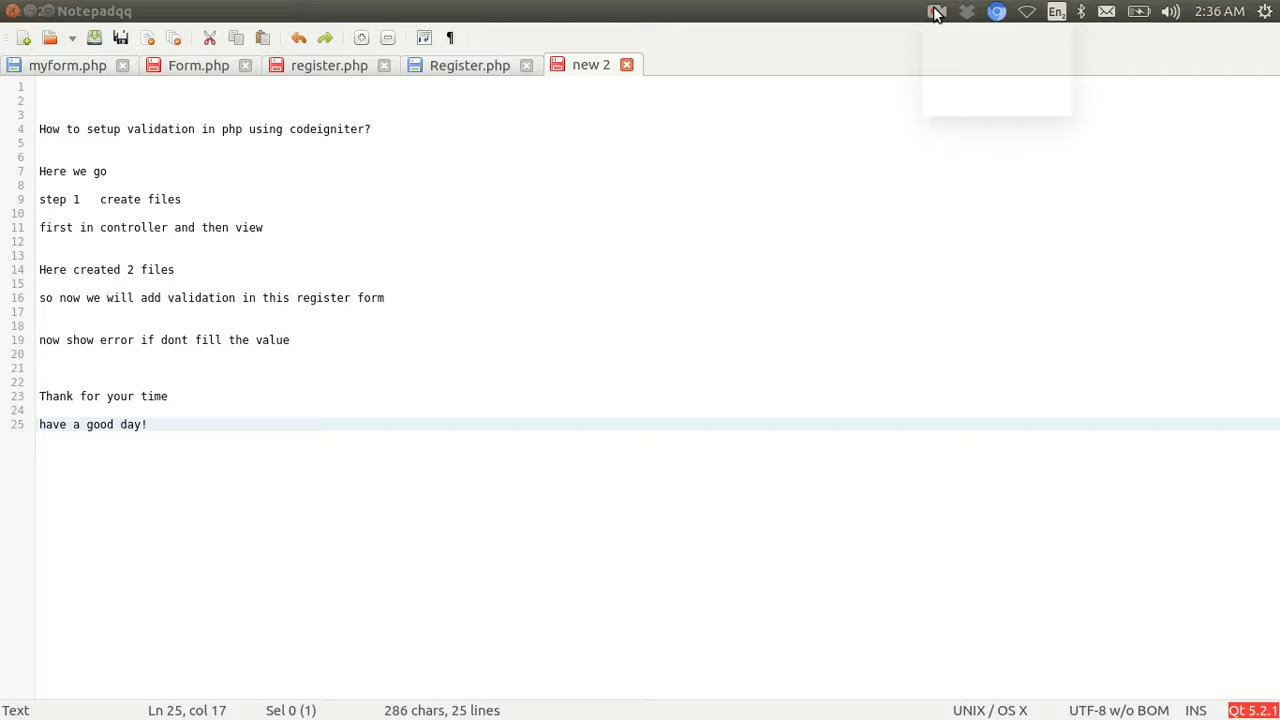 Notepadqq
En2
2:36 AM
myform.php
Form.php
register.php
Register.php
new 2
1
2
3
4 How to setup validation in php using codeigniter?
5
6
7 Here we go
8
9 step 1   create files
10
11 first in controller and then view
12
13
14 Here created 2 files
15
16 so now we will add validation in this register form
17
18
19 now show error if dont fill the value
20
21
22
23 Thank for your time
24
25 have a good day!
Text
Ln 25, col 17
Sel 0 (1)
286 chars, 25 lines
UNIX / OS X
UTF-8 w/o BOM
INS
Qt 5.2.1